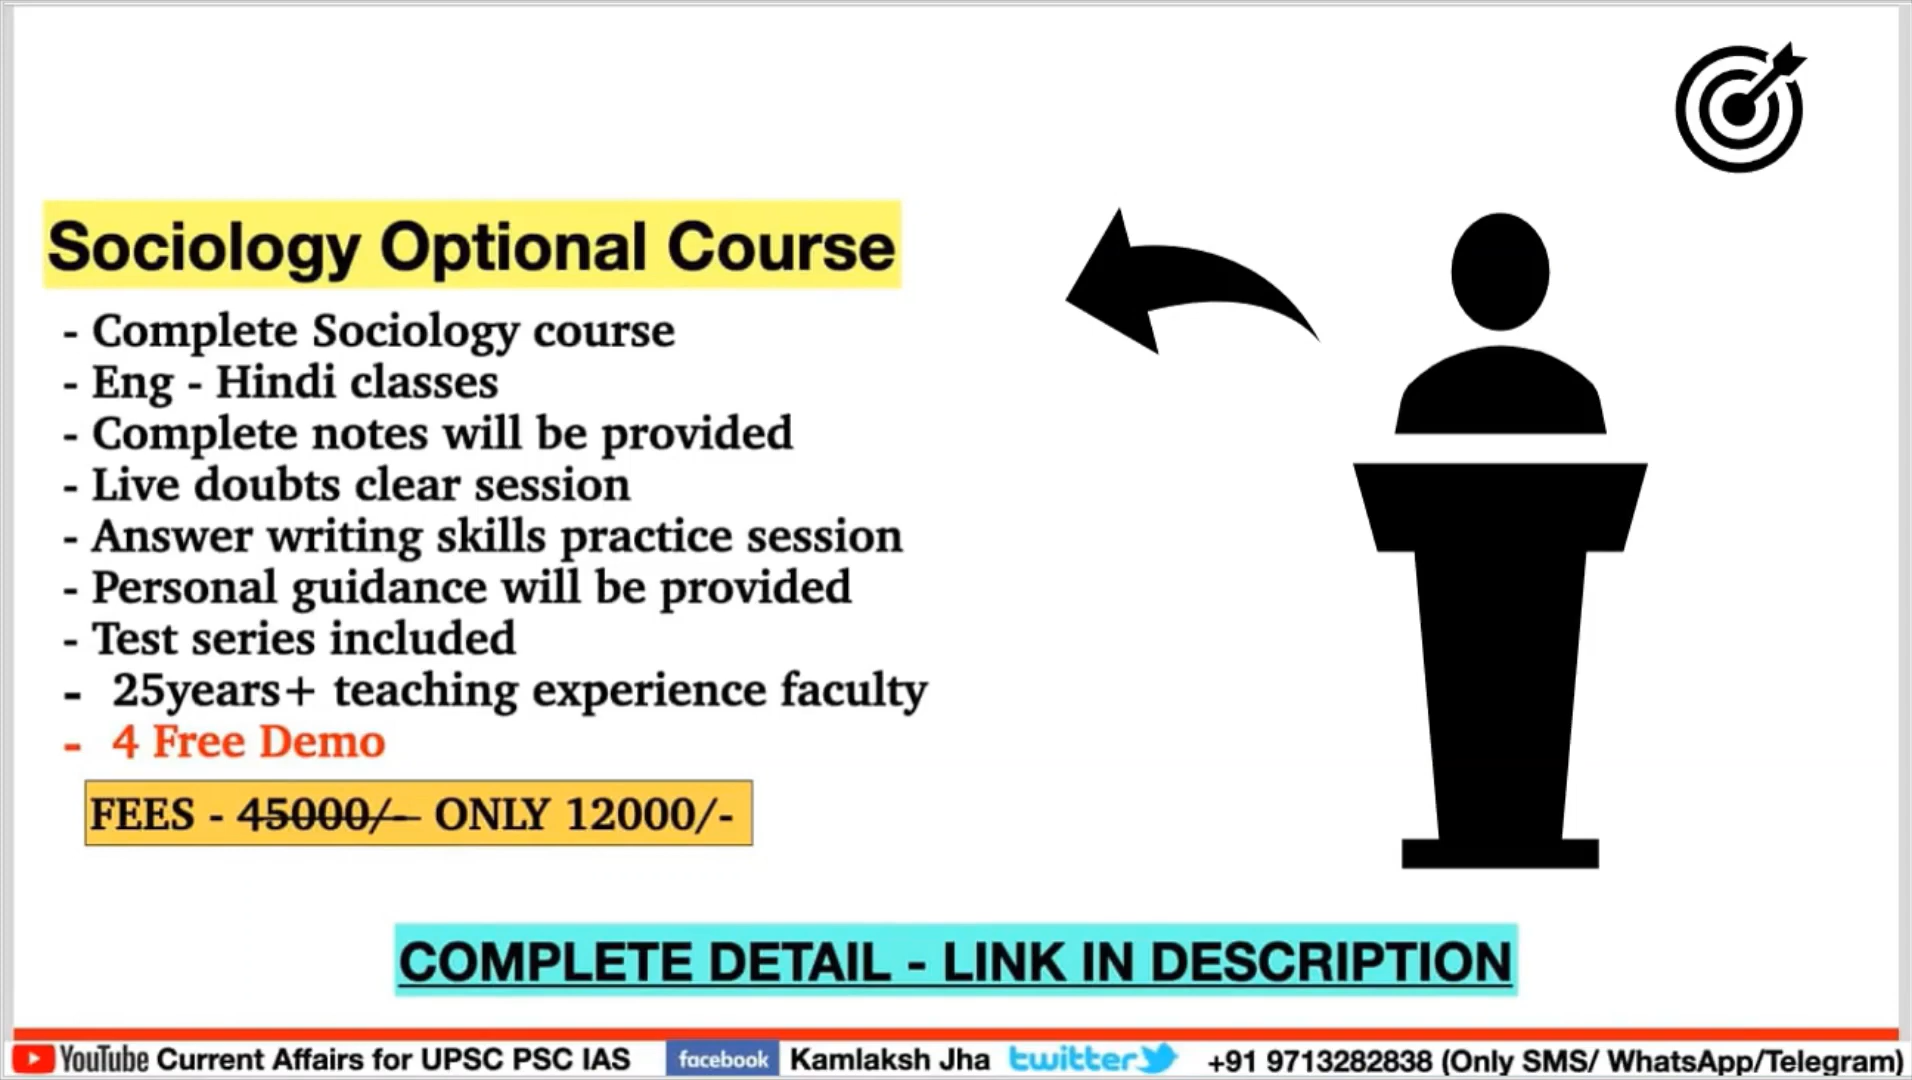 Sociology Optional Course
- Complete Sociology course
- Eng - Hindi classes
- Complete notes will be provided
- Live doubts clear session
- Answer writing skills practice session
- Personal guidance will be provided
- Test series included
- 25years+ teaching experience faculty
- 4 Free Demo
FEES - 45000/- ONLY 12000/-
COMPLETE DETAIL - LINK IN DESCRIPTION
YouTube Current Affairs for UPSC PSC IAS facebook Kamlaksh Jha twitter +91 9713282838 (Only SMS/ WhatsApp/Telegram)